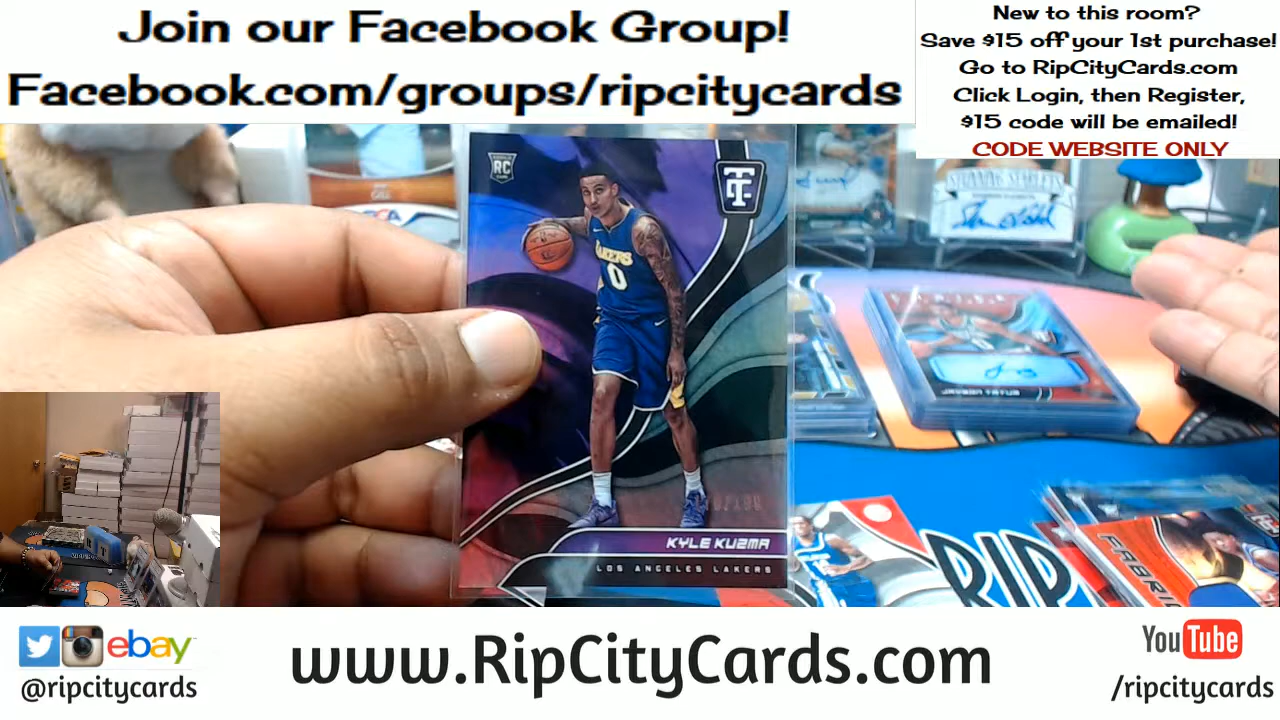 Join our Facebook Group!
Facebook.com/groups/ripcitycards
New to this room?
Save $15 off your 1st purchase!
Go to RipCityCards.com
Click Login, then Register,
$15 code will be emailed!
CODE WEBSITE ONLY
RC
LAKERS
0
KYLE KUZMA
LOS ANGELES LAKERS
JAYSON TATUM
RIP
FABRIC
ebay
@ripcitycards
www.RipCityCards.com
YouTube
/ripcitycards